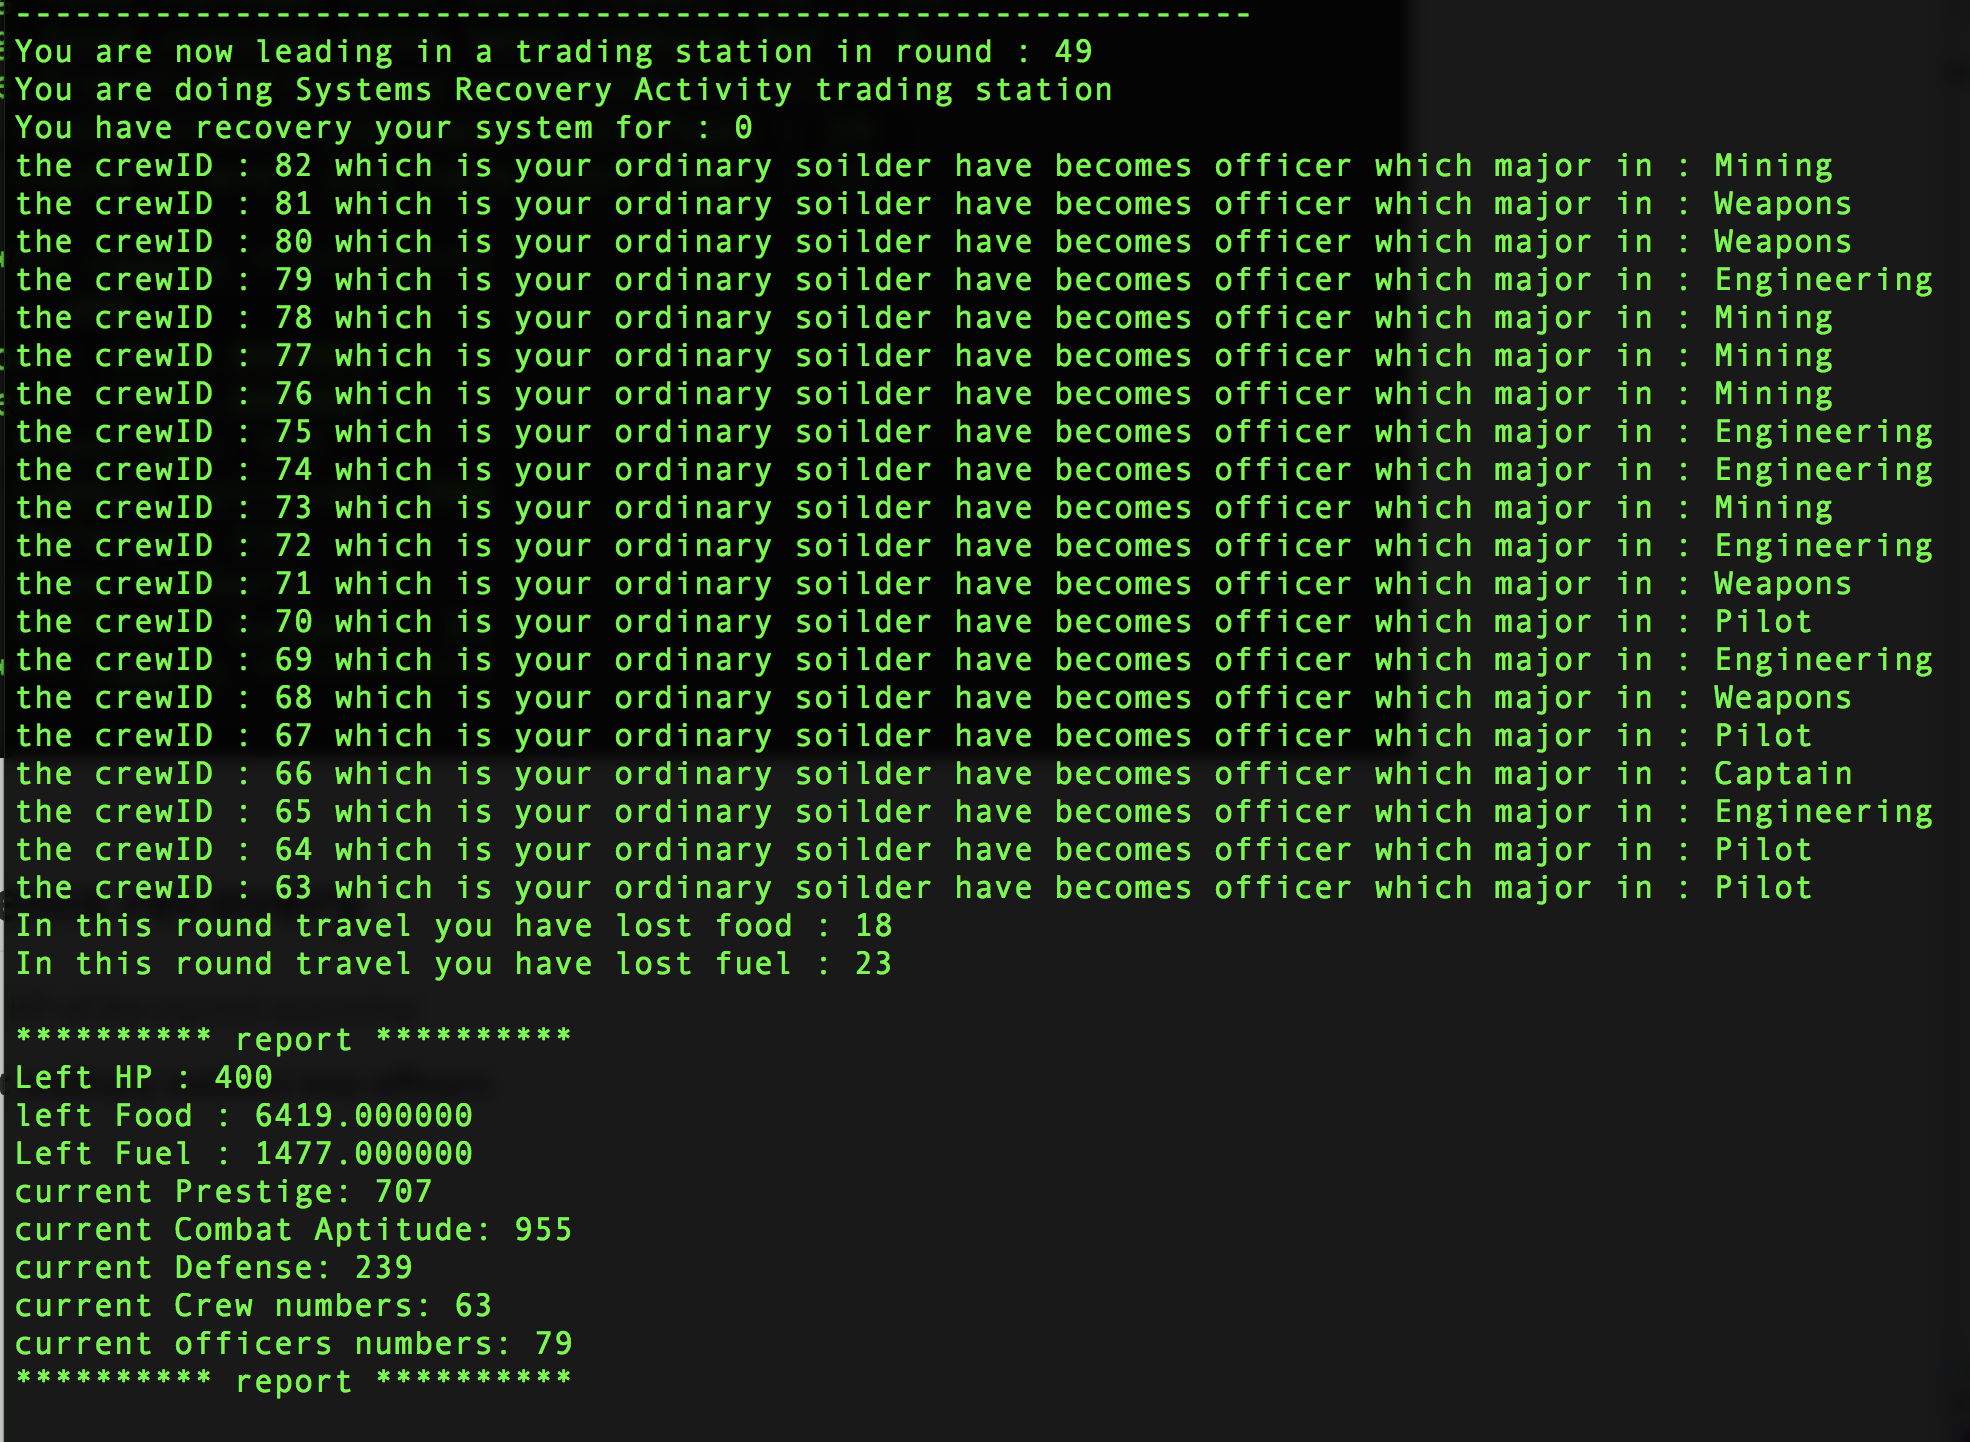 --------------------------------------------------------------
You are now leading in a trading station in round : 49
You are doing Systems Recovery Activity trading station
You have recovery your system for : 0
the crewID : 82 which is your ordinary soilder have becomes officer which major in : Mining
the crewID : 81 which is your ordinary soilder have becomes officer which major in : Weapons
the crewID : 80 which is your ordinary soilder have becomes officer which major in : Weapons
the crewID : 79 which is your ordinary soilder have becomes officer which major in : Engineering
the crewID : 78 which is your ordinary soilder have becomes officer which major in : Mining
the crewID : 77 which is your ordinary soilder have becomes officer which major in : Mining
the crewID : 76 which is your ordinary soilder have becomes officer which major in : Mining
the crewID : 75 which is your ordinary soilder have becomes officer which major in : Engineering
the crewID : 74 which is your ordinary soilder have becomes officer which major in : Engineering
the crewID : 73 which is your ordinary soilder have becomes officer which major in : Mining
the crewID : 72 which is your ordinary soilder have becomes officer which major in : Engineering
the crewID : 71 which is your ordinary soilder have becomes officer which major in : Weapons
the crewID : 70 which is your ordinary soilder have becomes officer which major in : Pilot
the crewID : 69 which is your ordinary soilder have becomes officer which major in : Engineering
the crewID : 68 which is your ordinary soilder have becomes officer which major in : Weapons
the crewID : 67 which is your ordinary soilder have becomes officer which major in : Pilot
the crewID : 66 which is your ordinary soilder have becomes officer which major in : Captain
the crewID : 65 which is your ordinary soilder have becomes officer which major in : Engineering
the crewID : 64 which is your ordinary soilder have becomes officer which major in : Pilot
the crewID : 63 which is your ordinary soilder have becomes officer which major in : Pilot
In this round travel you have lost food : 18
In this round travel you have lost fuel : 23
********** report **********
Left HP : 400
left Food : 6419.000000
Left Fuel : 1477.000000
current Prestige: 707
current Combat Aptitude: 955
current Defense: 239
current Crew numbers: 63
current officers numbers: 79
********** report **********